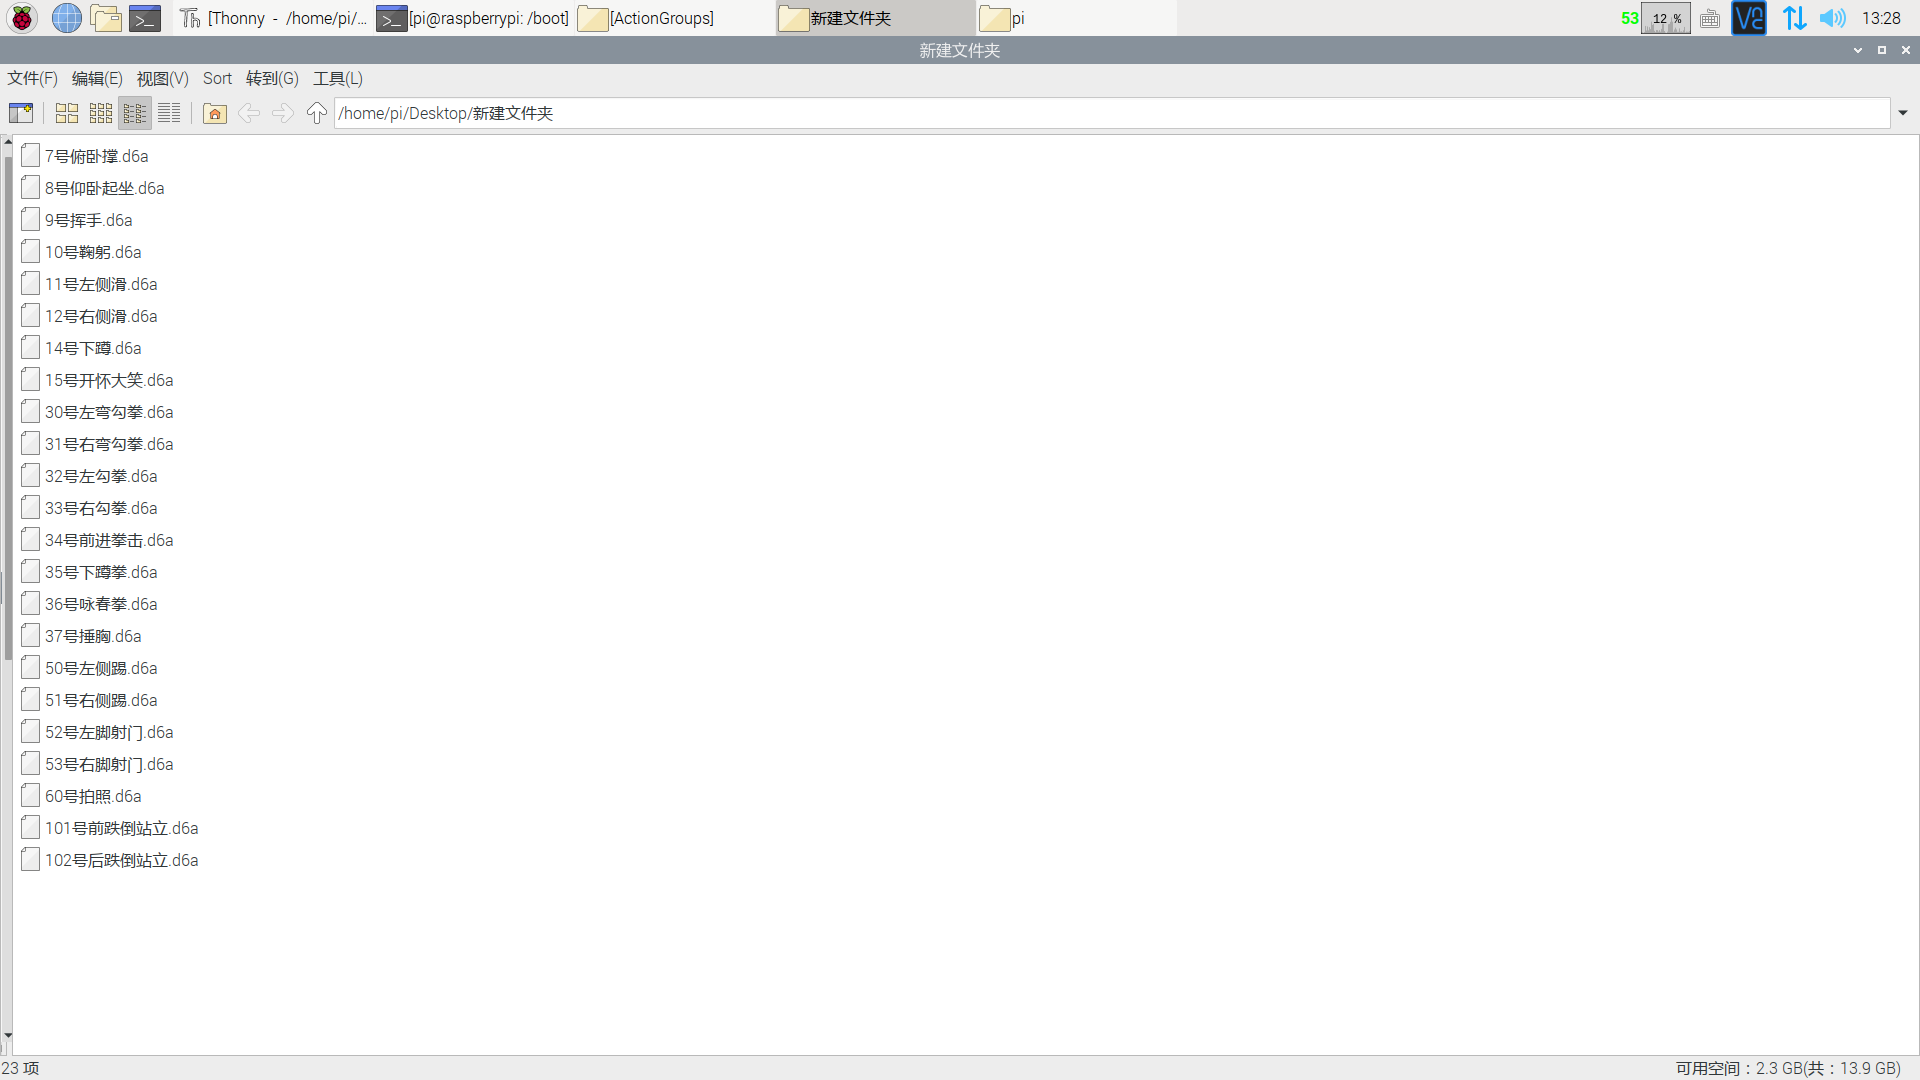 [Thonny - /home/pi/...
[pi@raspberrypi: /boot]
[ActionGroups]
新建文件夹
pi
53
12 %
13:28
新建文件夹
文件(F) 编辑(E) 视图(V) Sort 转到(G) 工具(L)
/home/pi/Desktop/新建文件夹
7号俯卧撑.d6a
8号仰卧起坐.d6a
9号挥手.d6a
10号鞠躬.d6a
11号左侧滑.d6a
12号右侧滑.d6a
14号下蹲.d6a
15号开怀大笑.d6a
30号左弯勾拳.d6a
31号右弯勾拳.d6a
32号左勾拳.d6a
33号右勾拳.d6a
34号前进拳击.d6a
35号下蹲拳.d6a
36号咏春拳.d6a
37号捶胸.d6a
50号左侧踢.d6a
51号右侧踢.d6a
52号左脚射门.d6a
53号右脚射门.d6a
60号拍照.d6a
101号前跌倒站立.d6a
102号后跌倒站立.d6a
23 项
可用空间：2.3 GB(共：13.9 GB)